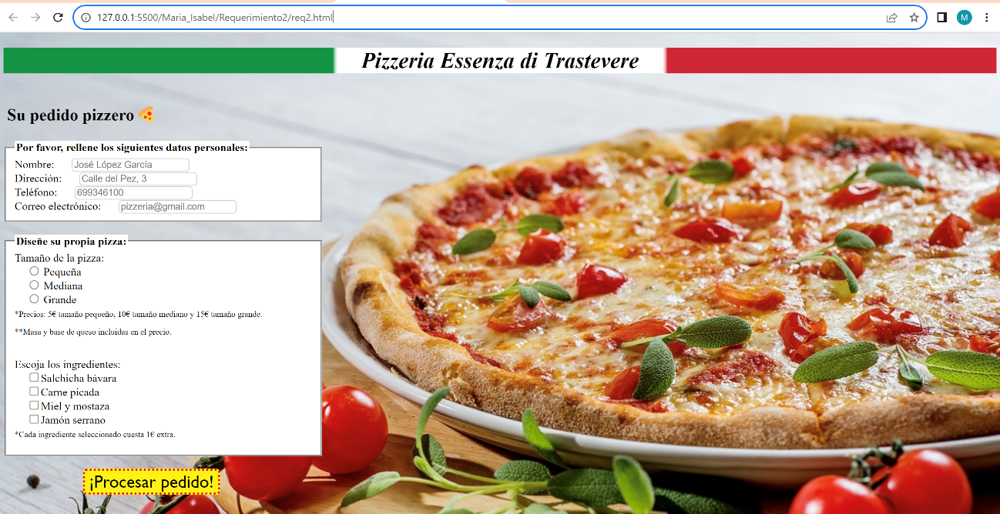 127.0.0.1:5500/Maria_Isabel/Requerimiento2/req2.html
M
Pizzeria Essenza di Trastevere
Su pedido pizzero 🍕
Por favor, rellene los siguientes datos personales:
Nombre: José López García
Dirección: Calle del Pez, 3
Teléfono: 699346100
Correo electrónico: pizzeria@gmail.com
Diseñe su propia pizza:
Tamaño de la pizza:
Pequeña
Mediana
Grande
*Precios: 5€ tamaño pequeño, 10€ tamaño mediano y 15€ tamaño grande.
**Masa y base de queso incluidas en el precio.
Escoja los ingredientes:
Salchicha bávara
Carne picada
Miel y mostaza
Jamón serrano
*Cada ingrediente seleccionado cuesta 1€ extra.
¡Procesar pedido!